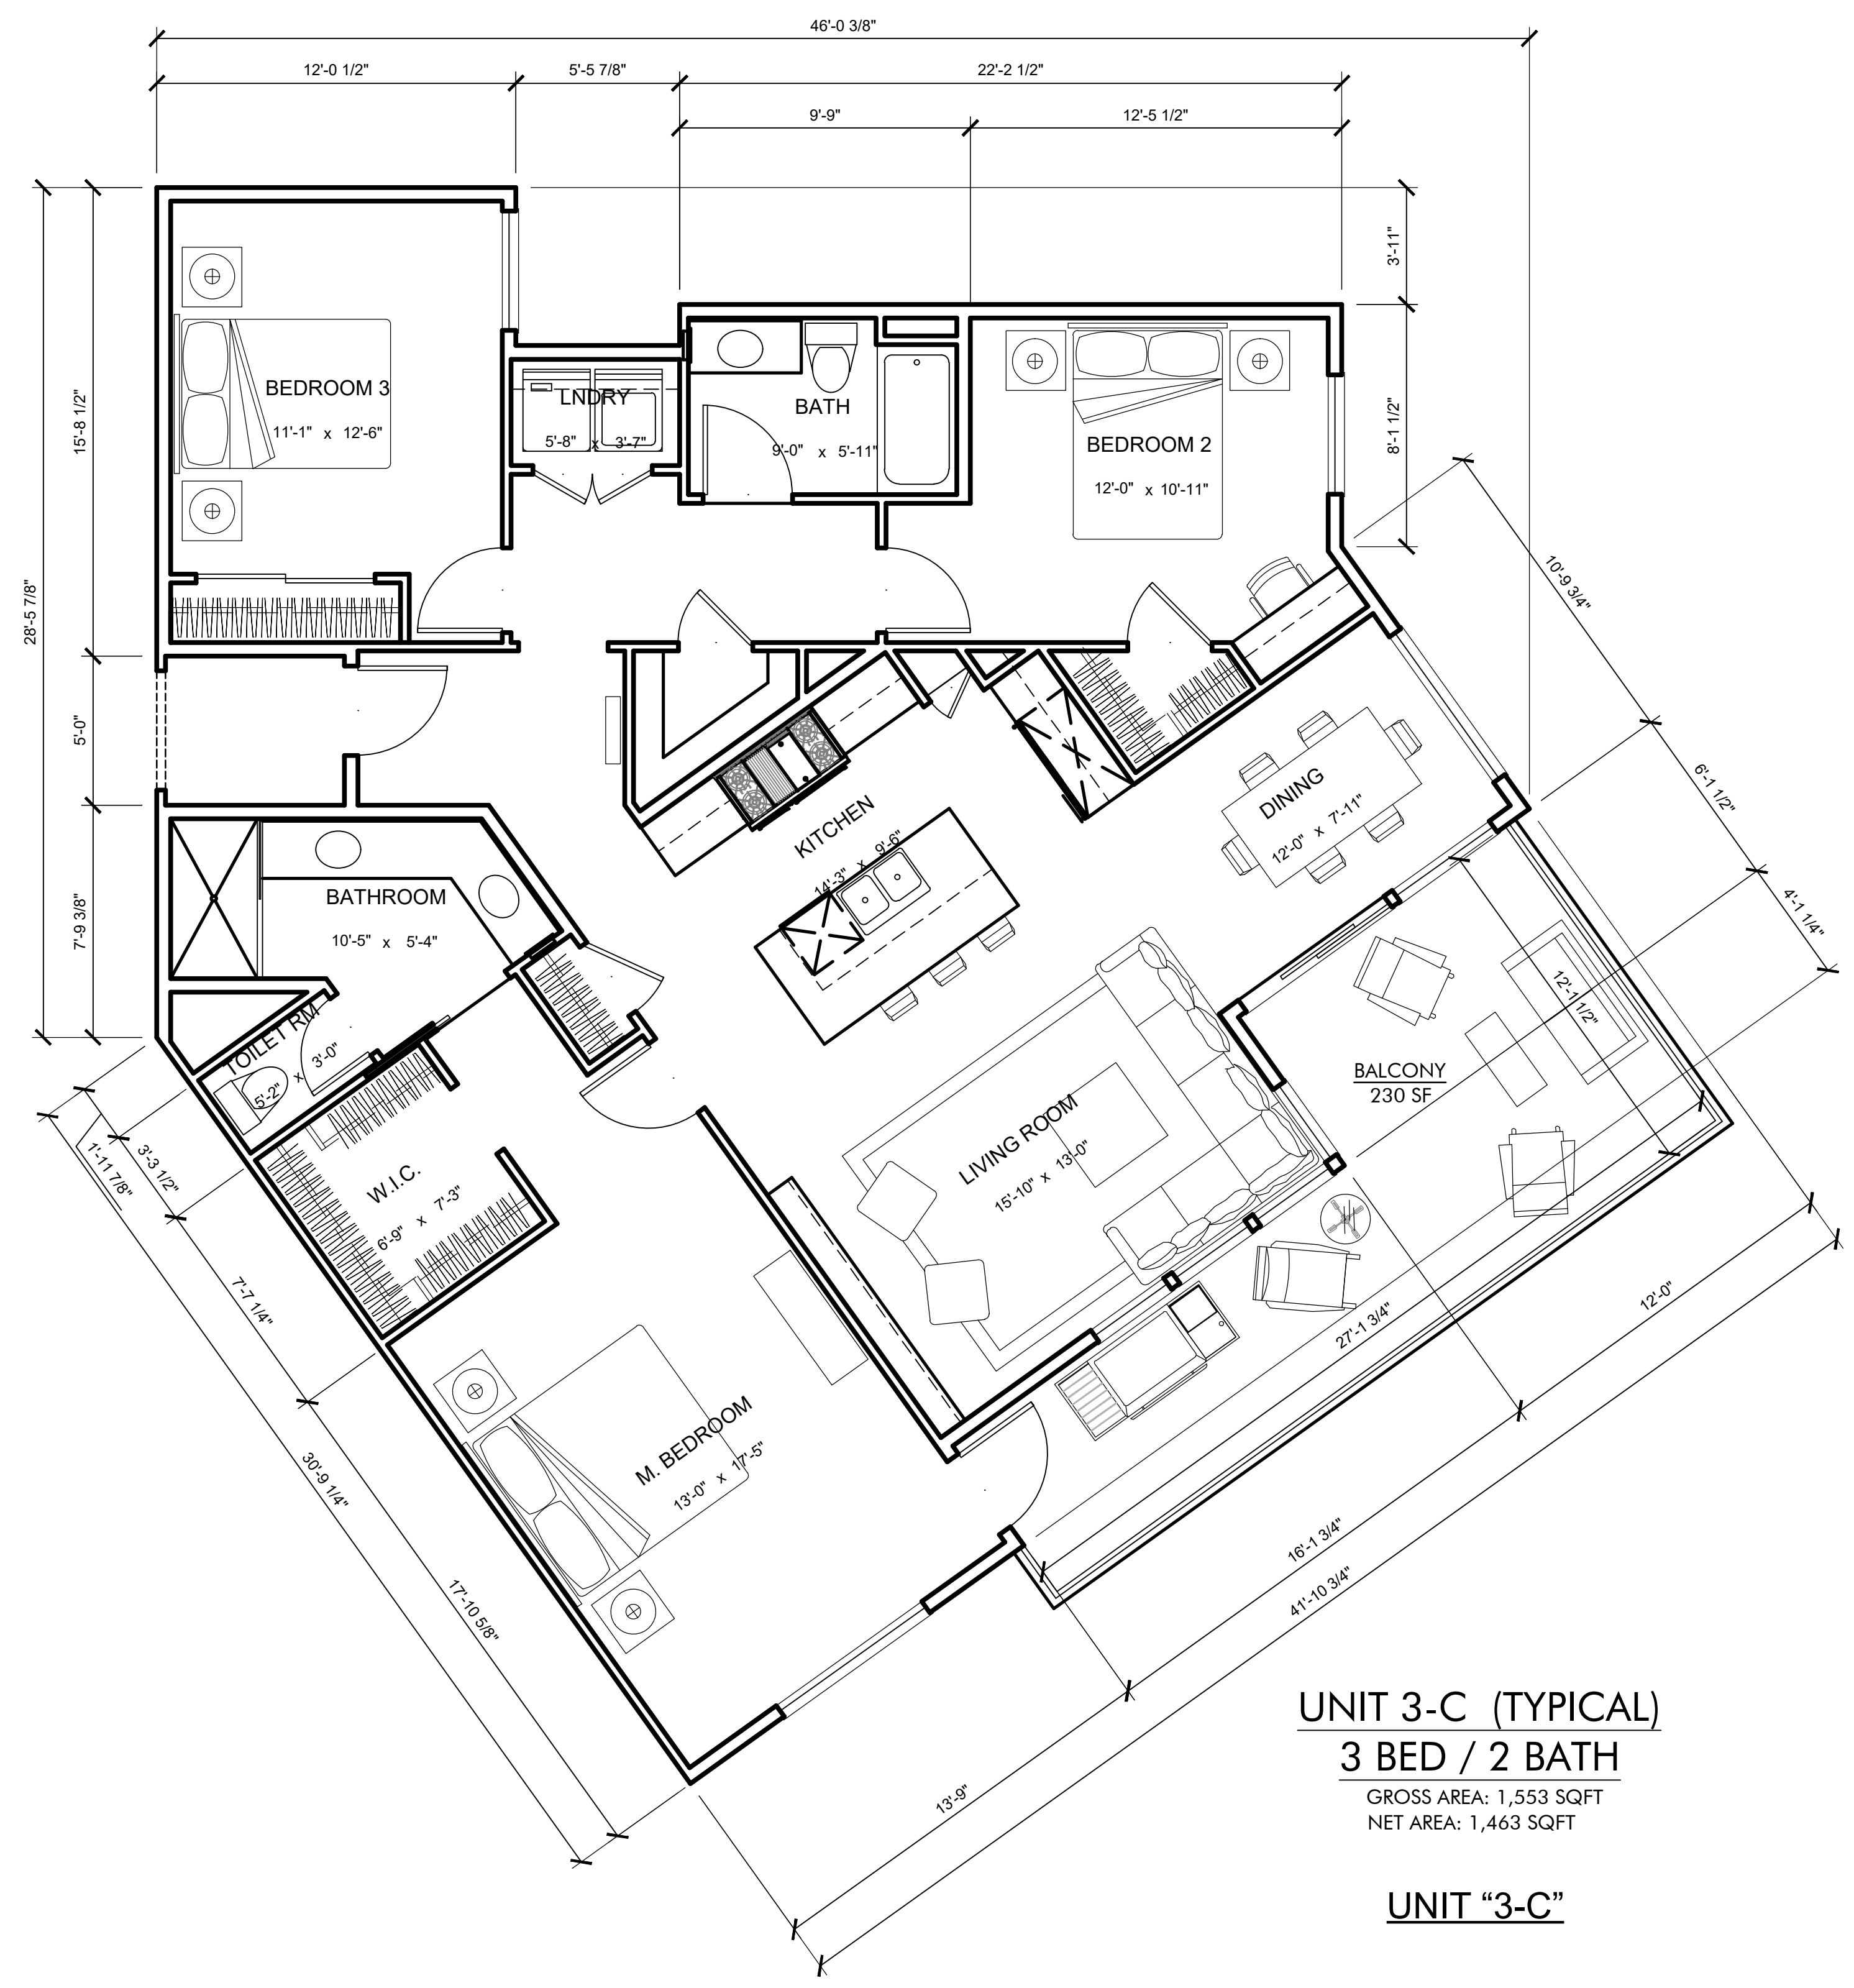 46'-0 3/8"
12'-0 1/2"
5'-5 7/8"
22'-2 1/2"
9'-9"
12'-5 1/2"
3'-11"
8'-1 1/2"
28'-5 7/8"
15'-8 1/2"
5'-0"
7'-9 3/8"
BEDROOM 3
11'-1" x 12'-6"
LNDRY
5'-8" x 3'-7"
BATH
9'-0" x 5'-11"
BEDROOM 2
12'-0" x 10'-11"
10'-9 3/4"
6'-1 1/2"
4'-1 1/4"
KITCHEN
14'-3" x 9'-6"
DINING
12'-0" x 7'-11"
BATHROOM
10'-5" x 5'-4"
TOILET RM
5'-2" x 3'-0"
W.I.C.
6'-9" x 7'-3"
LIVING ROOM
15'-10" x 13'-0"
BALCONY
230 SF
12'-1 1/2"
27'-1 3/4"
M. BEDROOM
13'-0" x 17'-5"
1'-11 7/8"
3'-3 1/2"
7'-7 1/4"
30'-9 1/4"
17'-10 5/8"
12'-0"
16'-1 3/4"
41'-10 3/4"
13'-9"
UNIT 3-C (TYPICAL)
3 BED / 2 BATH
GROSS AREA: 1,553 SQFT
NET AREA: 1,463 SQFT
UNIT “3-C”